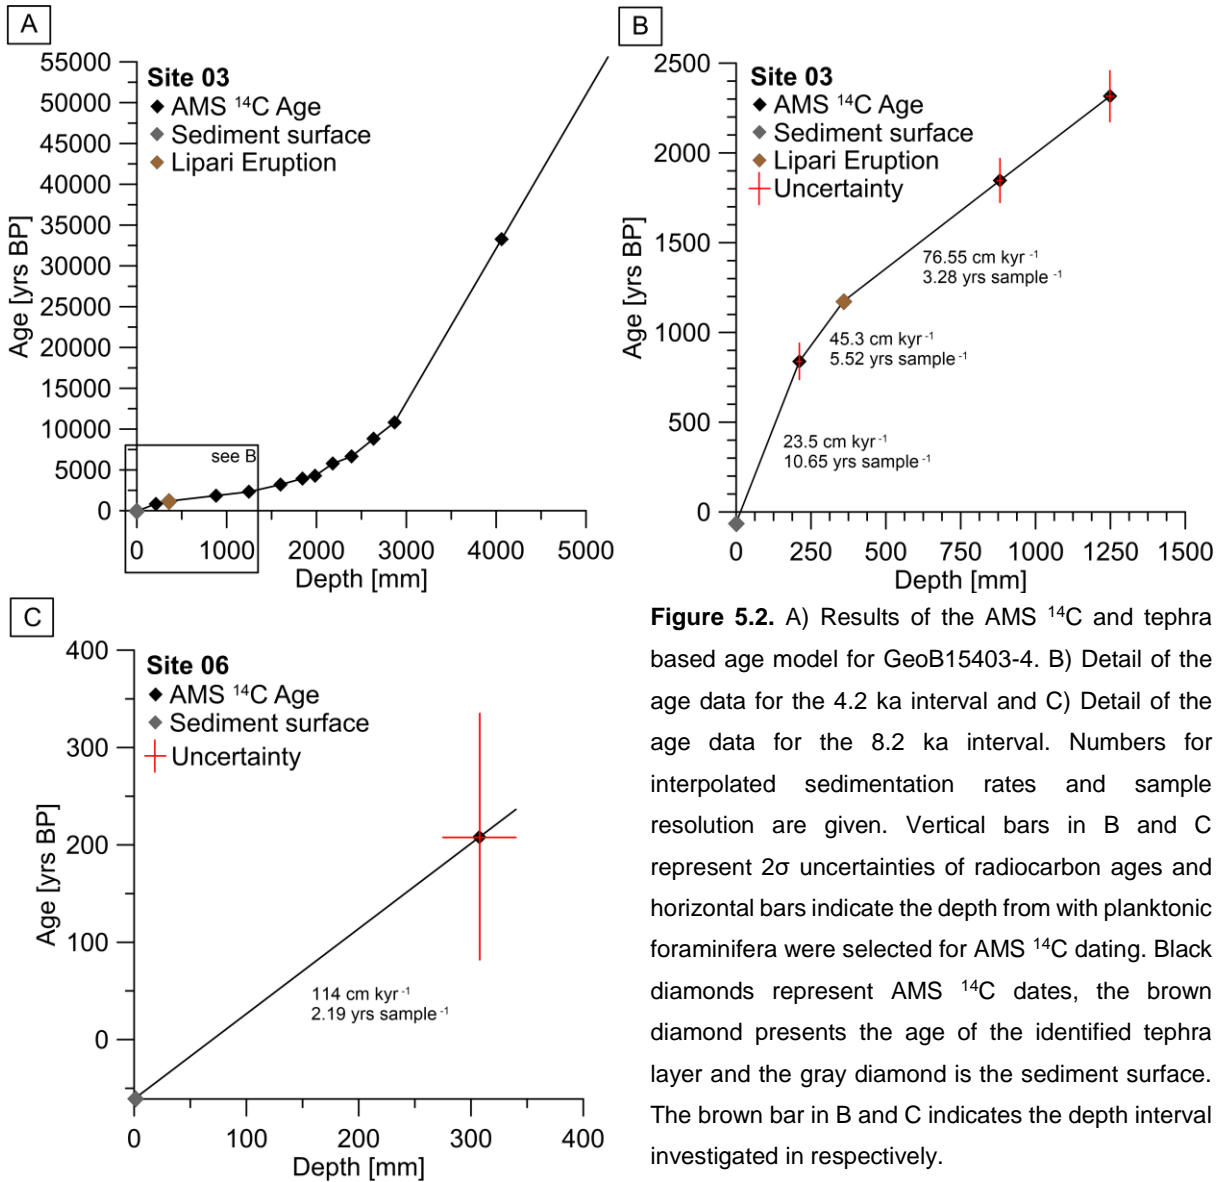 A
55000
50000
45000
40000
35000
30000
25000
20000
15000
10000
5000
0
Age [yrs BP]
Site 03
AMS ¹⁴C Age
Sediment surface
Lipari Eruption
see B
0 1000 2000 3000 4000 5000
Depth [mm]
B
2500
2000
1500
1000
500
0
Age [yrs BP]
Site 03
AMS ¹⁴C Age
Sediment surface
Lipari Eruption
Uncertainty
76.55 cm kyr⁻¹
3.28 yrs sample⁻¹
45.3 cm kyr⁻¹
5.52 yrs sample⁻¹
23.5 cm kyr⁻¹
10.65 yrs sample⁻¹
0 250 500 750 1000 1250 1500
Depth [mm]
C
400
300
200
100
0
Age [yrs BP]
Site 06
AMS ¹⁴C Age
Sediment surface
Uncertainty
114 cm kyr⁻¹
2.19 yrs sample⁻¹
0 100 200 300 400
Depth [mm]
Figure 5.2. A) Results of the AMS ¹⁴C and tephra
based age model for GeoB15403-4. B) Detail of the
age data for the 4.2 ka interval and C) Detail of the
age data for the 8.2 ka interval. Numbers for
interpolated sedimentation rates and sample
resolution are given. Vertical bars in B and C
represent 2σ uncertainties of radiocarbon ages and
horizontal bars indicate the depth from with planktonic
foraminifera were selected for AMS ¹⁴C dating. Black
diamonds represent AMS ¹⁴C dates, the brown
diamond presents the age of the identified tephra
layer and the gray diamond is the sediment surface.
The brown bar in B and C indicates the depth interval
investigated in respectively.